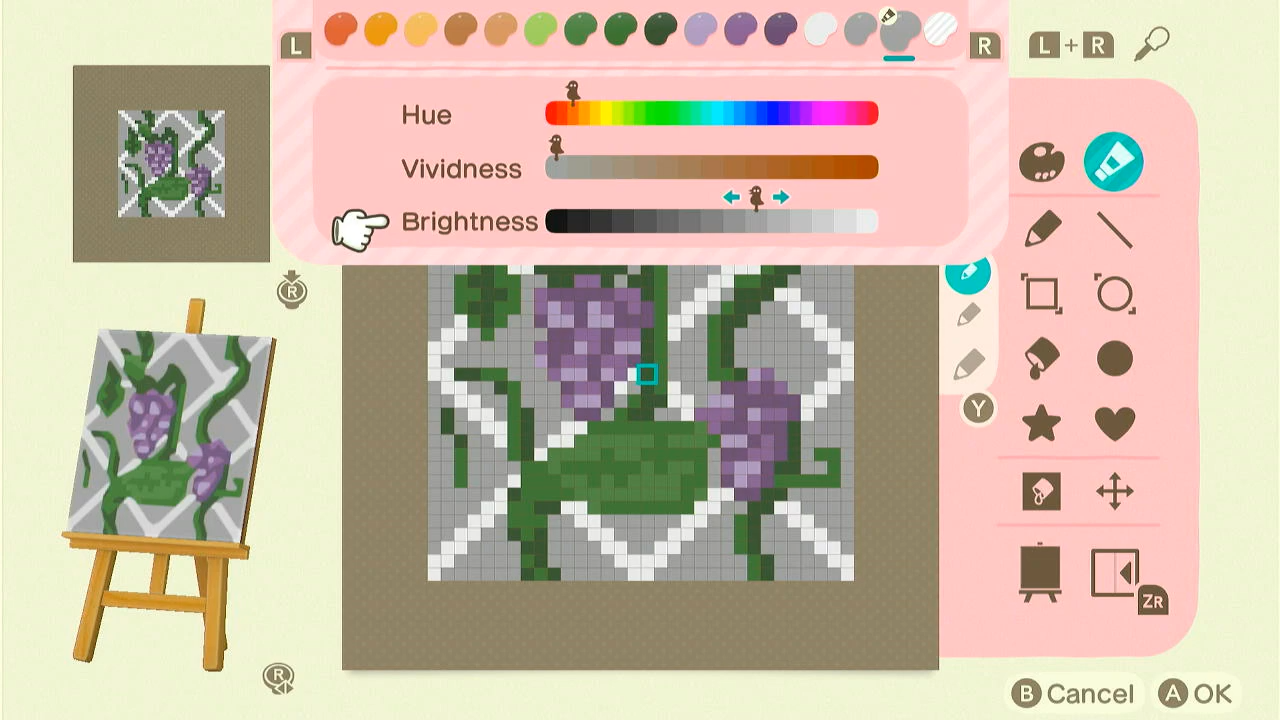 L
R
L + R
Hue
Vividness
Brightness
R
Y
ZR
R
B Cancel
A OK